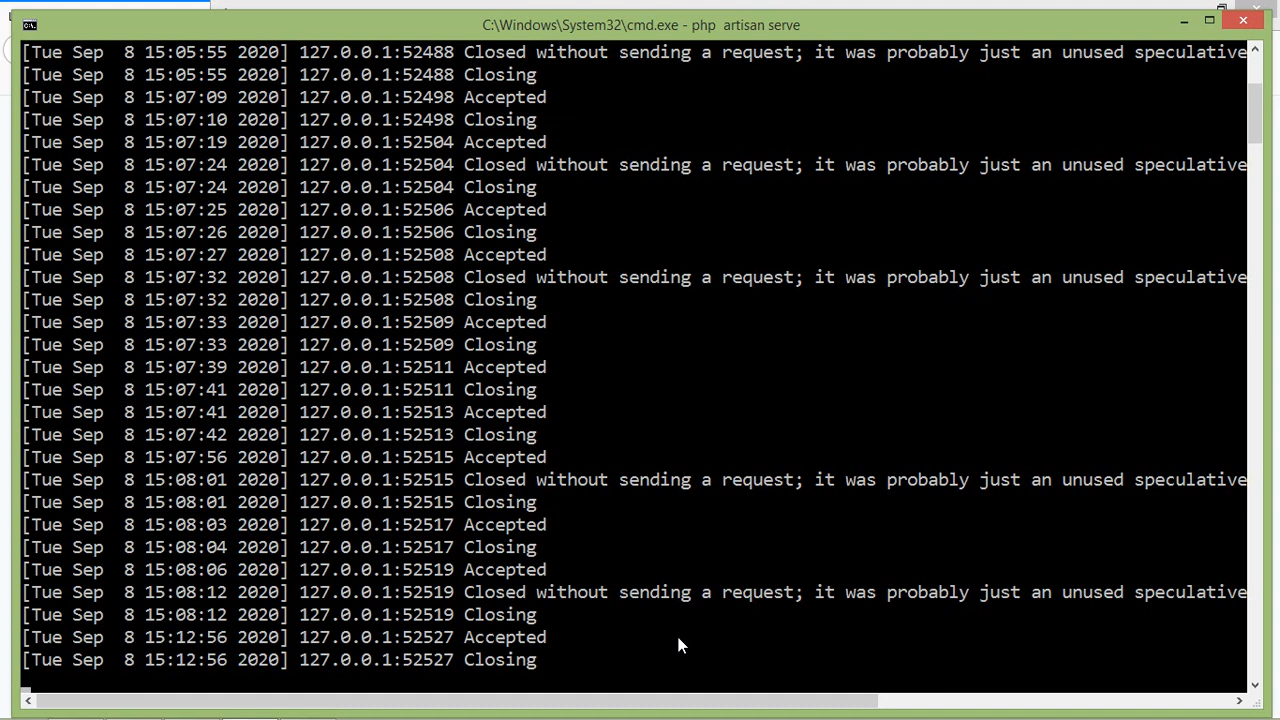 C:\Windows\System32\cmd.exe - php  artisan serve
[Tue Sep  8 15:05:55 2020] 127.0.0.1:52488 Closed without sending a request; it was probably just an unused speculative
[Tue Sep  8 15:05:55 2020] 127.0.0.1:52488 Closing
[Tue Sep  8 15:07:09 2020] 127.0.0.1:52498 Accepted
[Tue Sep  8 15:07:10 2020] 127.0.0.1:52498 Closing
[Tue Sep  8 15:07:19 2020] 127.0.0.1:52504 Accepted
[Tue Sep  8 15:07:24 2020] 127.0.0.1:52504 Closed without sending a request; it was probably just an unused speculative
[Tue Sep  8 15:07:24 2020] 127.0.0.1:52504 Closing
[Tue Sep  8 15:07:25 2020] 127.0.0.1:52506 Accepted
[Tue Sep  8 15:07:26 2020] 127.0.0.1:52506 Closing
[Tue Sep  8 15:07:27 2020] 127.0.0.1:52508 Accepted
[Tue Sep  8 15:07:32 2020] 127.0.0.1:52508 Closed without sending a request; it was probably just an unused speculative
[Tue Sep  8 15:07:32 2020] 127.0.0.1:52508 Closing
[Tue Sep  8 15:07:33 2020] 127.0.0.1:52509 Accepted
[Tue Sep  8 15:07:33 2020] 127.0.0.1:52509 Closing
[Tue Sep  8 15:07:39 2020] 127.0.0.1:52511 Accepted
[Tue Sep  8 15:07:41 2020] 127.0.0.1:52511 Closing
[Tue Sep  8 15:07:41 2020] 127.0.0.1:52513 Accepted
[Tue Sep  8 15:07:42 2020] 127.0.0.1:52513 Closing
[Tue Sep  8 15:07:56 2020] 127.0.0.1:52515 Accepted
[Tue Sep  8 15:08:01 2020] 127.0.0.1:52515 Closed without sending a request; it was probably just an unused speculative
[Tue Sep  8 15:08:01 2020] 127.0.0.1:52515 Closing
[Tue Sep  8 15:08:03 2020] 127.0.0.1:52517 Accepted
[Tue Sep  8 15:08:04 2020] 127.0.0.1:52517 Closing
[Tue Sep  8 15:08:06 2020] 127.0.0.1:52519 Accepted
[Tue Sep  8 15:08:12 2020] 127.0.0.1:52519 Closed without sending a request; it was probably just an unused speculative
[Tue Sep  8 15:08:12 2020] 127.0.0.1:52519 Closing
[Tue Sep  8 15:12:56 2020] 127.0.0.1:52527 Accepted
[Tue Sep  8 15:12:56 2020] 127.0.0.1:52527 Closing